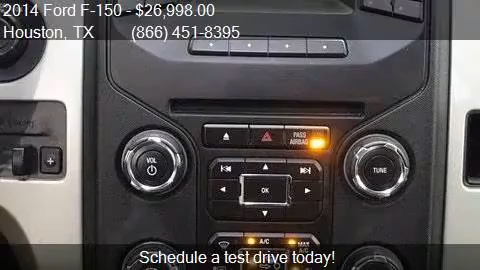 2014 Ford F-150 - $26,998.00
Houston, TX (866) 451-8395
PASS
AIRBAG
VOL
OK
TUNE
A/C
MAX
Schedule a test drive today!